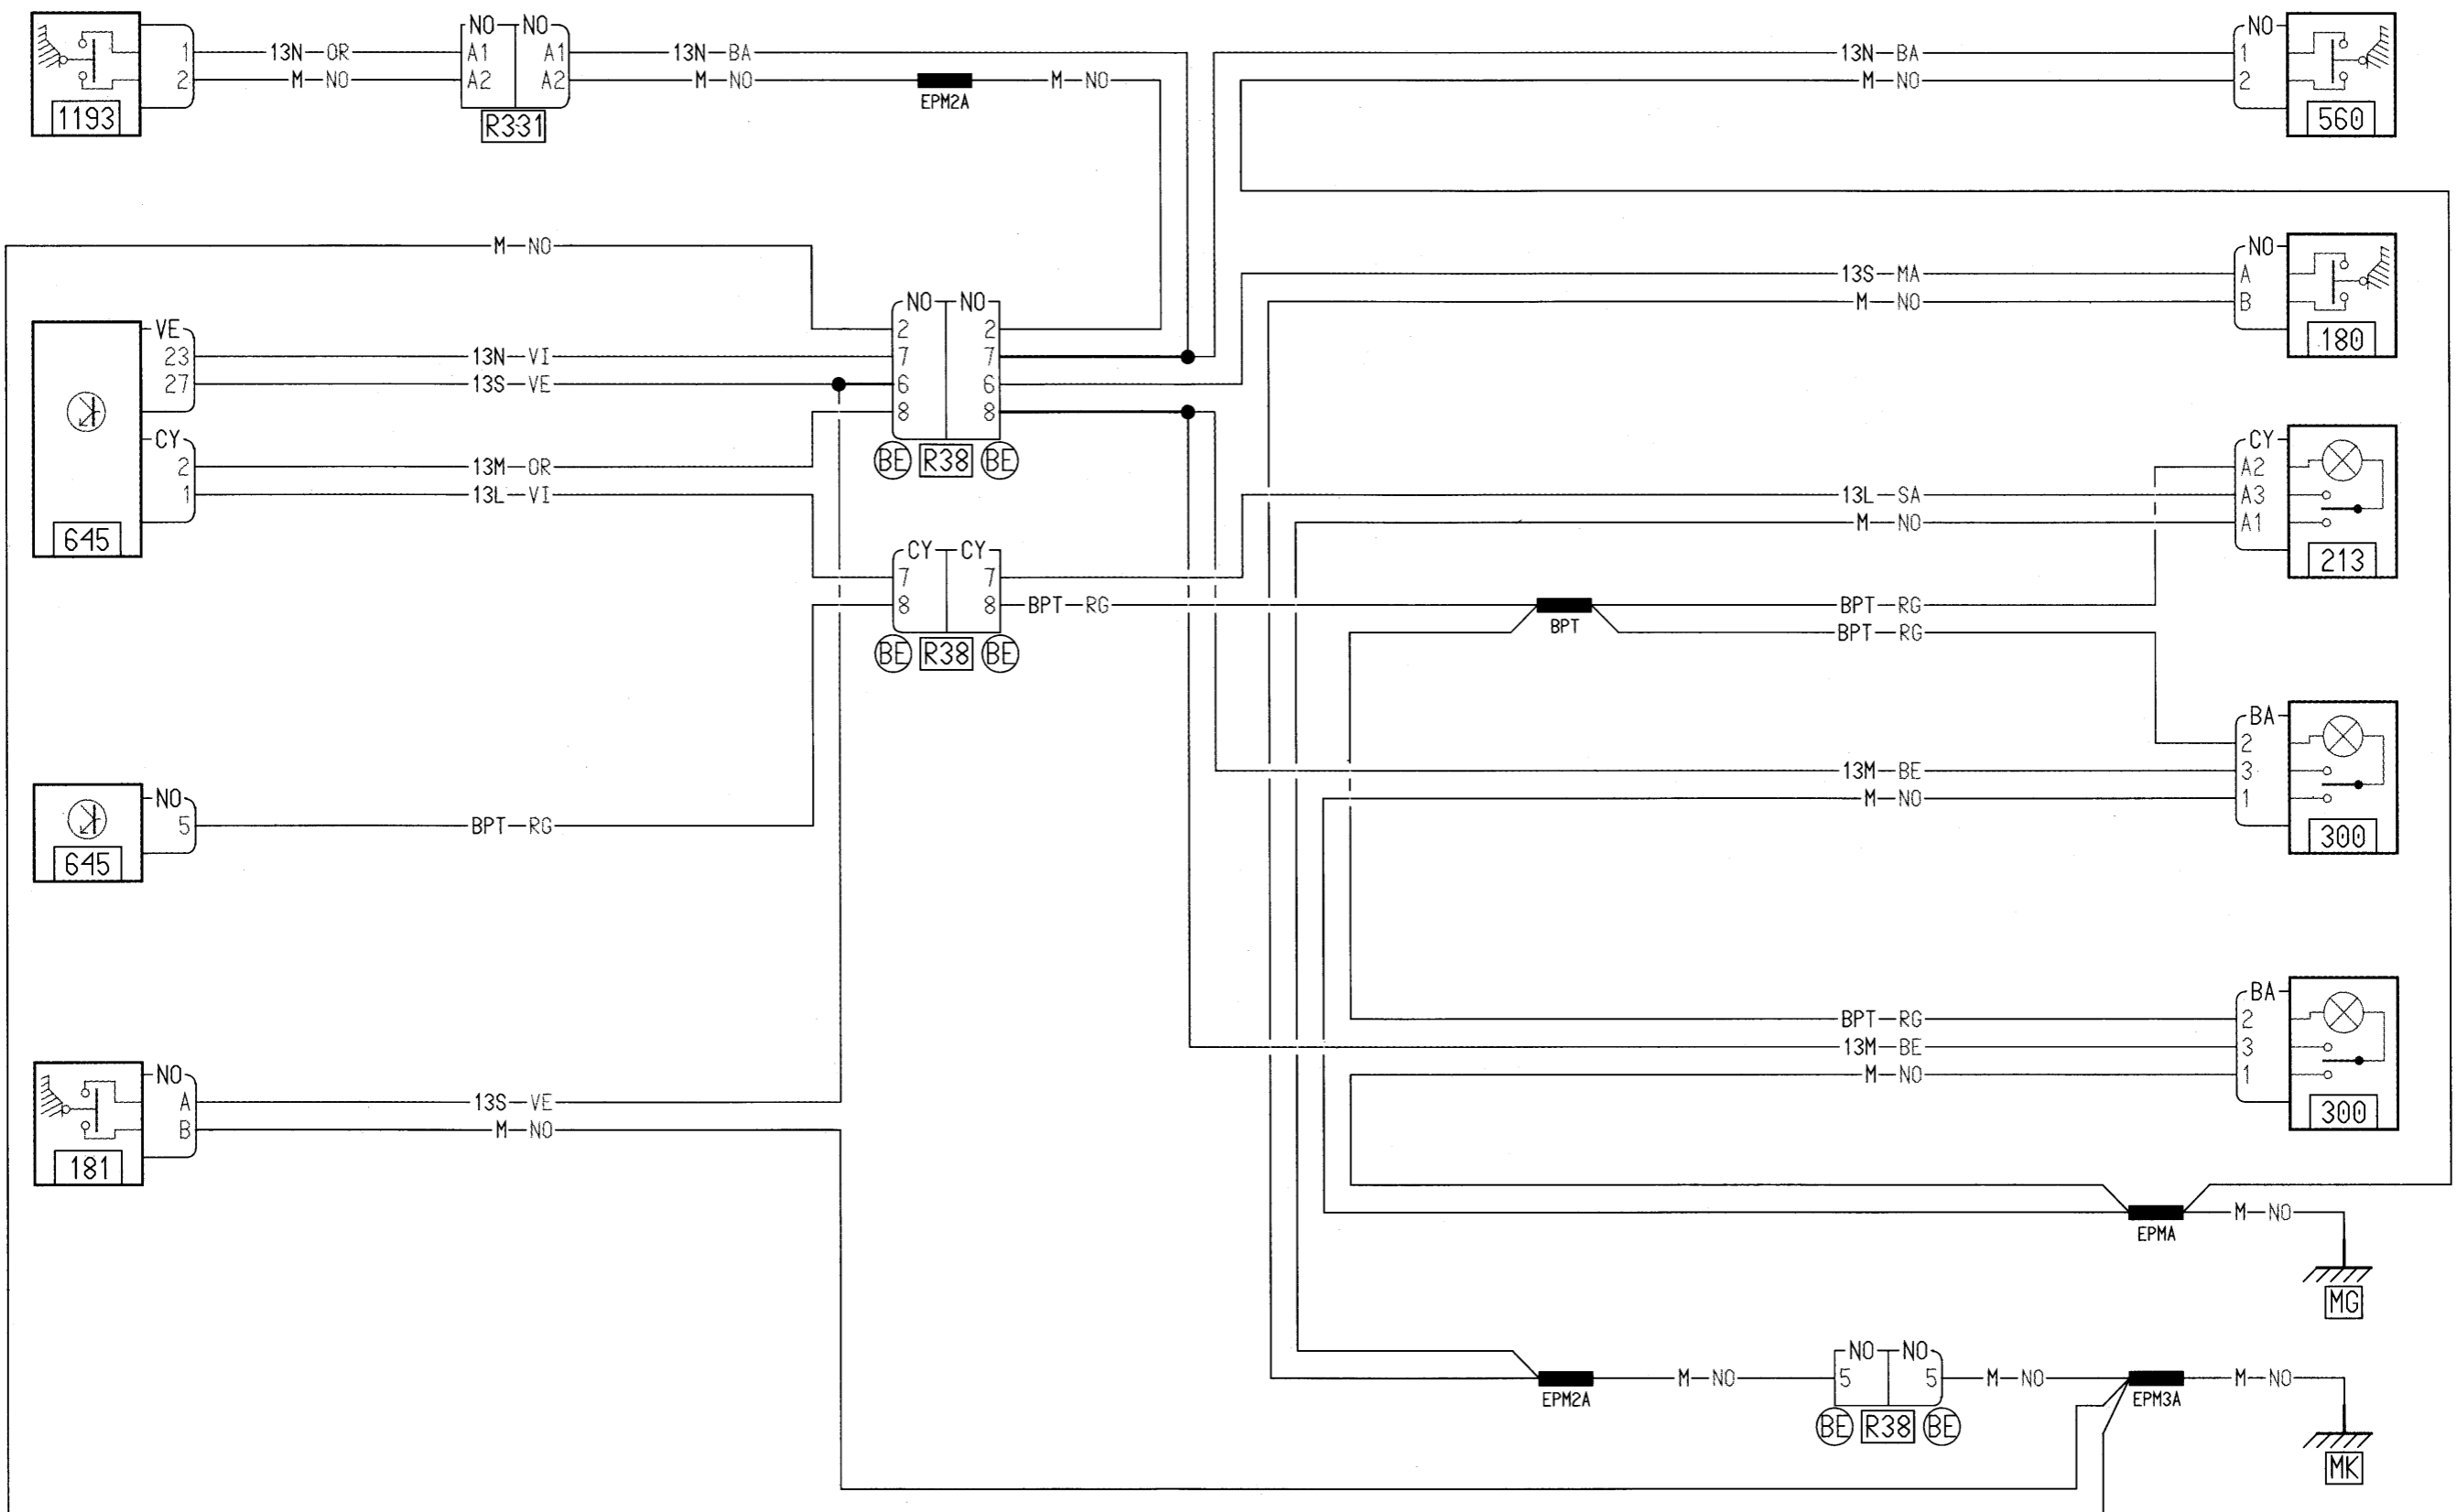 NO NO NO
1 13N—OR A1 A1 13N—BA 13N—BA 1
2 M—NO A2 A2 M—NO M—NO M—NO 2
EPM2A
1193 R331 560
M—NO NO
13S—MA A
NO NO M—NO B
VE 2 2
23 13N—VI 7 7 180
27 13S—VE 6 6
8 8
CY CY
2 13M—OR BE R38 BE A2
1 13L—VI 13L—SA A3
M—NO A1
645 CY CY 213
7 7
8 8 BPT—RG BPT—RG
BPT
BPT—RG
BE R38 BE
BA
2
13M—BE 3
NO M—NO 1
5 BPT—RG 300
645
BA
BPT—RG 2
13M—BE 3
NO M—NO 1
A 13S—VE 300
B M—NO
181
M—NO
EPMA
MG
NO NO
M—NO 5 5 M—NO M—NO
EPM2A EPM3A
BE R38 BE
MK